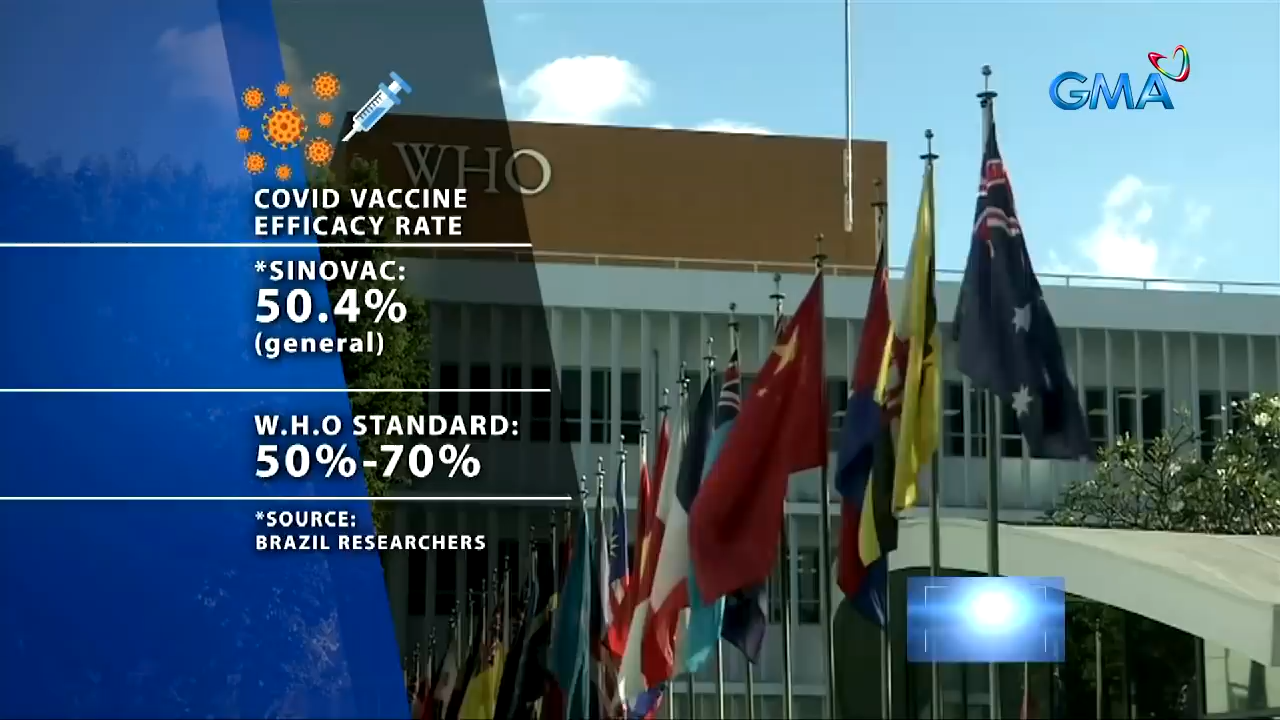 GMA
WHO
COVID VACCINE
EFFICACY RATE
*SINOVAC:
50.4%
(general)
W.H.O STANDARD:
50%-70%
*SOURCE:
BRAZIL RESEARCHERS